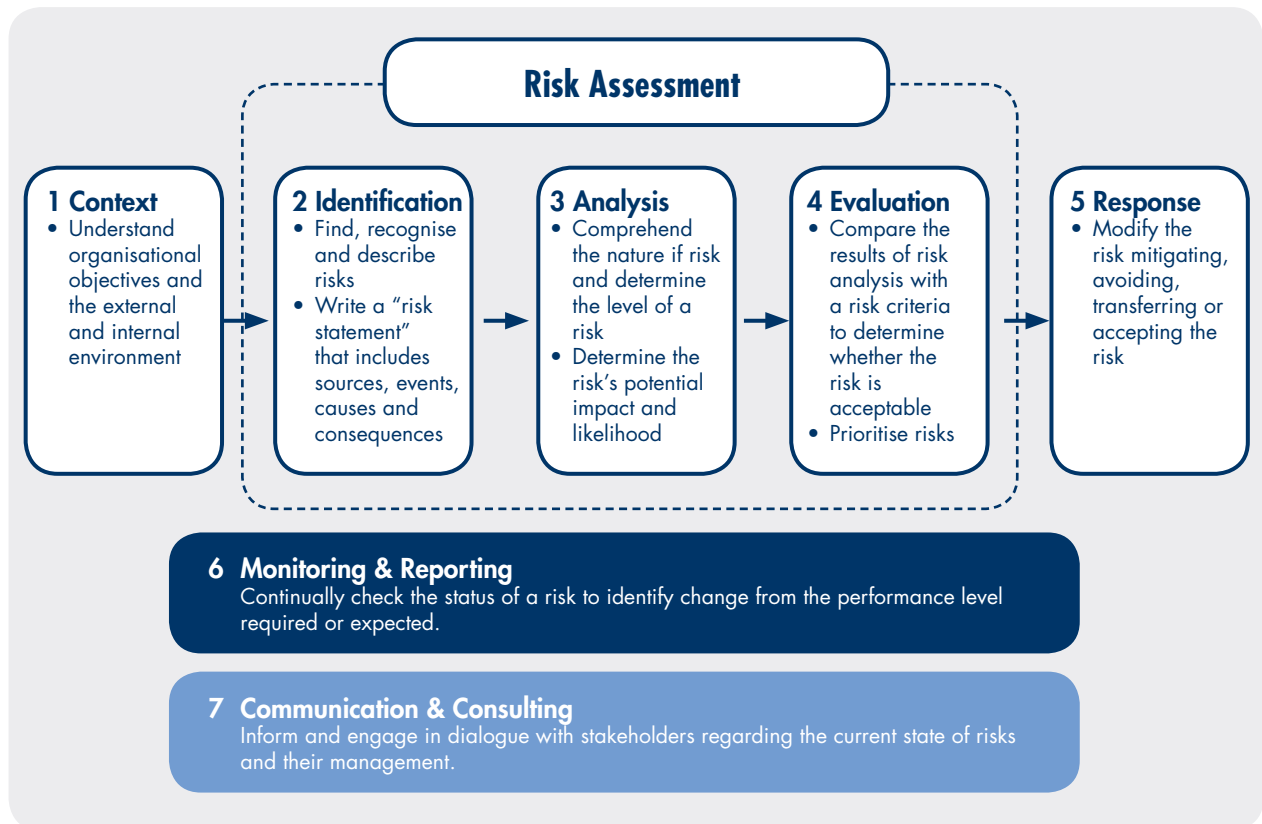 Risk Assessment
1 Context
• Understand
organisational
objectives and
the external
and internal
environment
2 Identification
• Find, recognise
and describe
risks
• Write a “risk
statement”
that includes
sources, events,
causes and
consequences
3 Analysis
• Comprehend
the nature if risk
and determine
the level of a
risk
• Determine the
risk’s potential
impact and
likelihood
4 Evaluation
• Compare the
results of risk
analysis with
a risk criteria
to determine
whether the
risk is
acceptable
• Prioritise risks
5 Response
• Modify the
risk mitigating,
avoiding,
transferring or
accepting the
risk
6 Monitoring & Reporting
Continually check the status of a risk to identify change from the performance level
required or expected.
7 Communication & Consulting
Inform and engage in dialogue with stakeholders regarding the current state of risks
and their management.